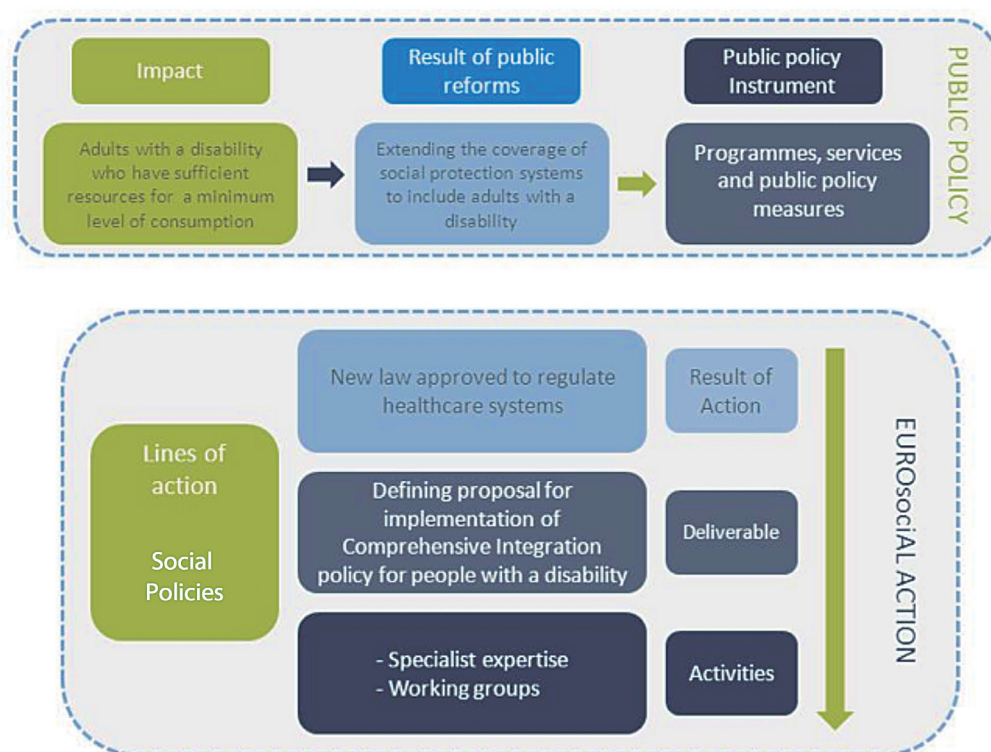 Impact
Result of public
reforms
Public policy
Instrument
Adults with a disability
who have sufficient
resources for a minimum
level of consumption
Extending the coverage of
social protection systems
to include adults with a
disability
Programmes, services
and public policy
measures
PUBLIC POLICY
Lines of
action
Social
Policies
New law approved to regulate
healthcare systems
Result of
Action
Defining proposal for
implementation of
Comprehensive Integration
policy for people with a disability
Deliverable
- Specialist expertise
- Working groups
Activities
EUROsociAL ACTION